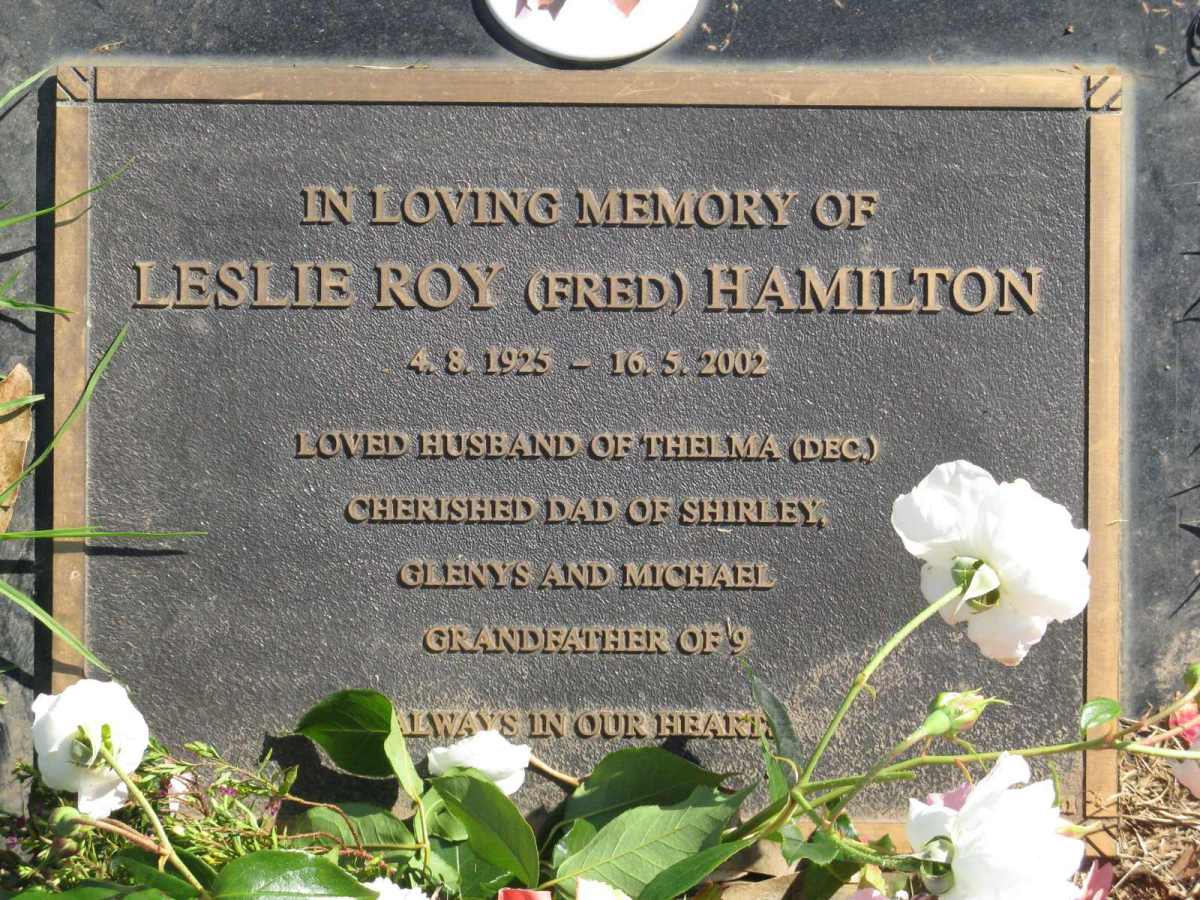 IN LOVING MEMORY OF
LESLIE ROY (FRED) HAMILTON
4. 8. 1925 – 16. 5. 2002
LOVED HUSBAND OF THELMA (DEC.)
CHERISHED DAD OF SHIRLEY,
GLENYS AND MICHAEL
GRANDFATHER OF 9
ALWAYS IN OUR HEART